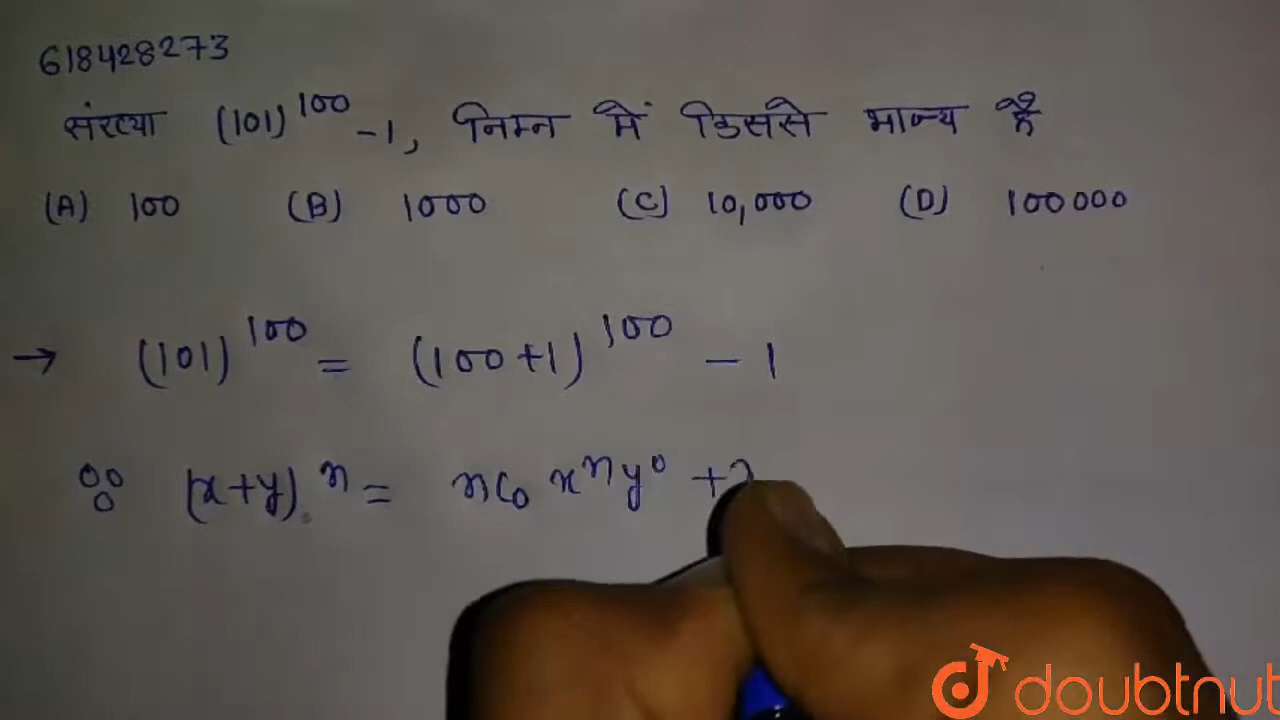 618428273
संख्या (101)^100 -1, निम्न में किससे भाज्य है
(A) 100 (B) 1000 (C) 10,000 (D) 100000
→ (101)^100 = (100+1)^100 - 1
∴ (x+y)^n = nC0 x^n y^0 +
doubtnut